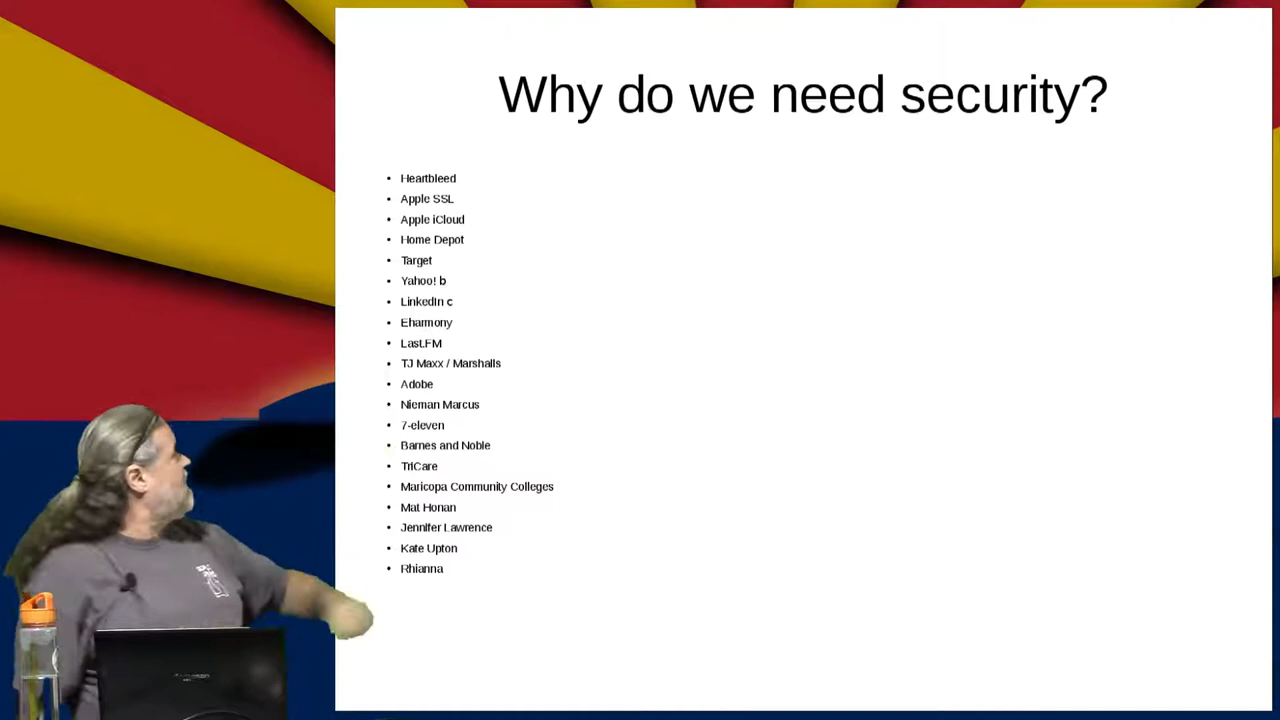 Why do we need security?
• Heartbleed
• Apple SSL
• Apple iCloud
• Home Depot
• Target
• Yahoo! b
• LinkedIn c
• Eharmony
• Last.FM
• TJ Maxx / Marshalls
• Adobe
• Nieman Marcus
• 7-eleven
• Barnes and Noble
• TriCare
• Maricopa Community Colleges
• Mat Honan
• Jennifer Lawrence
• Kate Upton
• Rhianna